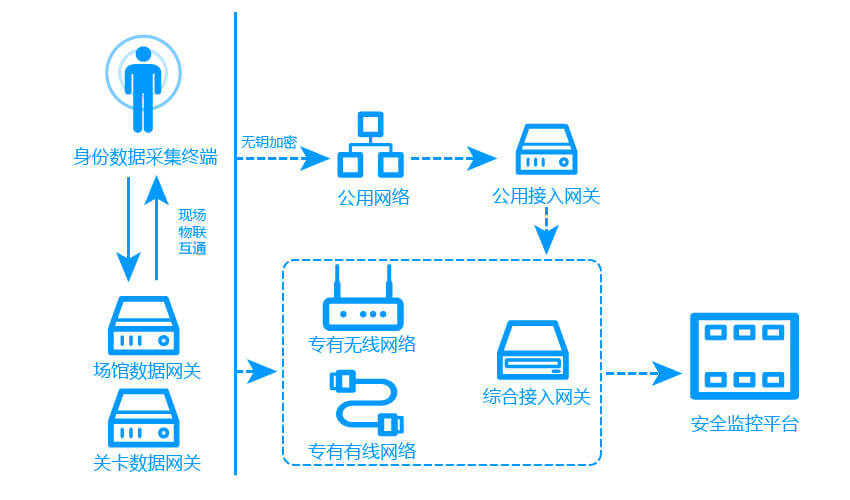 身份数据采集终端
现场
物联
互通
场馆数据网关
关卡数据网关
无钥加密
公用网络
公用接入网关
专有无线网络
专有有线网络
综合接入网关
安全监控平台